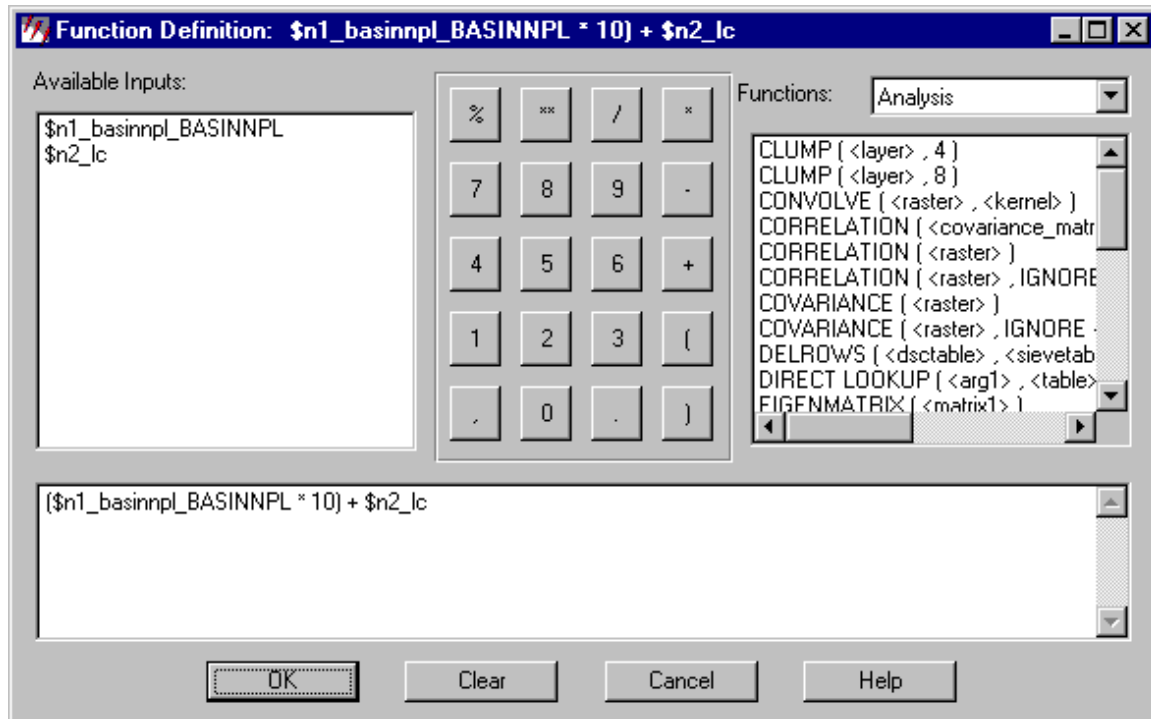 Function Definition: $n1_basinnpl_BASINNPL * 10) + $n2_lc
Available Inputs:
$n1_basinnpl_BASINNPL
$n2_lc
% ** / *
7 8 9 -
4 5 6 +
1 2 3 (
, 0 . )
Functions: Analysis
CLUMP ( <layer> , 4 )
CLUMP ( <layer> , 8 )
CONVOLVE ( <raster> , <kernel> )
CORRELATION ( <covariance_matr
CORRELATION ( <raster> )
CORRELATION ( <raster> , IGNORE
COVARIANCE ( <raster> )
COVARIANCE ( <raster> , IGNORE
DELROWS ( <dsctable> , <sievetab
DIRECT LOOKUP ( <arg1> , <table>
EIGENMATRIX ( <matrix1> )
($n1_basinnpl_BASINNPL * 10) + $n2_lc
OK Clear Cancel Help